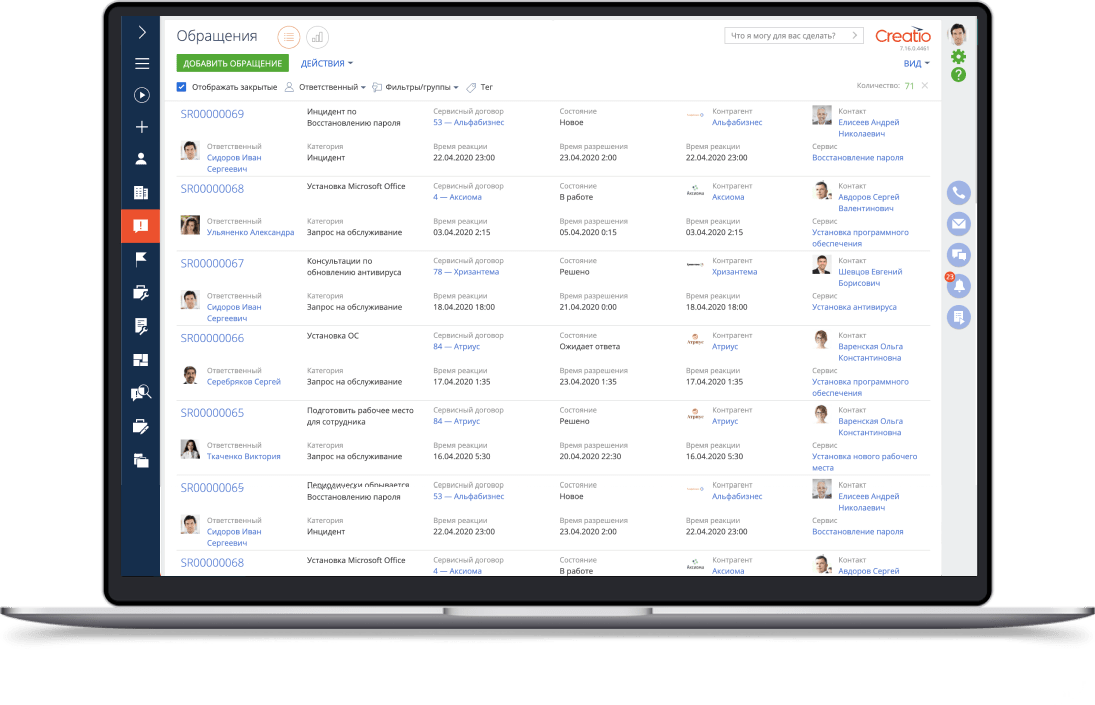 Обращения
Что я могу для вас сделать?
Creatio
7.16.0.4461
ДОБАВИТЬ ОБРАЩЕНИЕ ДЕЙСТВИЯ ВИД
Отображать закрытые Ответственный Фильтры/группы Тег Количество: 71
SR00000069 Инцидент по Сервисный договор Состояние Контрагент Контакт
Восстановлению пароля 53 — Альфабизнес Новое Альфабизнес Елисеев Андрей
Николаевич
Ответственный Категория Время реакции Время разрешения Время реакции Сервис
Сидоров Иван Инцидент 22.04.2020 23:00 23.04.2020 2:00 22.04.2020 23:00 Восстановление пароля
Сергеевич
SR00000068 Установка Microsoft Office Сервисный договор Состояние Контрагент Контакт
4 — Аксиома В работе Аксиома Аксиома Авдоров Сергей
Валентинович
Ответственный Категория Время реакции Время разрешения Время реакции Сервис
Ульяненко Александра Запрос на обслуживание 03.04.2020 2:15 05.04.2020 0:15 03.04.2020 2:15 Установка программного
обеспечения
SR00000067 Консультации по Сервисный договор Состояние Контрагент Контакт
обновлению антивируса 78 — Хризантема Решено Хризантема Шевцов Евгений
Борисович
23
Ответственный Категория Время реакции Время разрешения Время реакции Сервис
Сидоров Иван Запрос на обслуживание 18.04.2020 18:00 21.04.2020 0:00 18.04.2020 18:00 Установка антивируса
Сергеевич
SR00000066 Установка ОС Сервисный договор Состояние Контрагент Контакт
84 — Атриус Ожидает ответа Атриус Атриус Варенская Ольга
Константиновна
Ответственный Категория Время реакции Время разрешения Время реакции Сервис
Серебряков Сергей Запрос на обслуживание 17.04.2020 1:35 23.04.2020 1:35 17.04.2020 1:35 Установка программного
обеспечения
SR00000065 Подготовить рабочее место Сервисный договор Состояние Контрагент Контакт
для сотрудника 84 — Атриус Решено Атриус Атриус Варенская Ольга
Константиновна
Ответственный Категория Время реакции Время разрешения Время реакции Сервис
Ткаченко Виктория Запрос на обслуживание 16.04.2020 5:30 20.04.2020 22:30 16.04.2020 5:30 Установка нового рабочего
места
SR0000006 обрывается Сервисный договор Состояние Контрагент Контакт
Восстановлению пароля 53 — Альфабизнес Новое Альфабизнес Елисеев Андрей
Николаевич
Ответственный Категория Время реакции Время разрешения Время реакции Сервис
Сидоров Иван Инцидент 22.04.2020 23:00 23.04.2020 2:00 22.04.2020 23:00 Восстановление пароля
Сергеевич
SR00000068 Установка Microsoft Office Сервисный договор Состояние Контрагент Контакт
4 — Аксиома В работе Аксиома Аксиома Авдоров Сергей